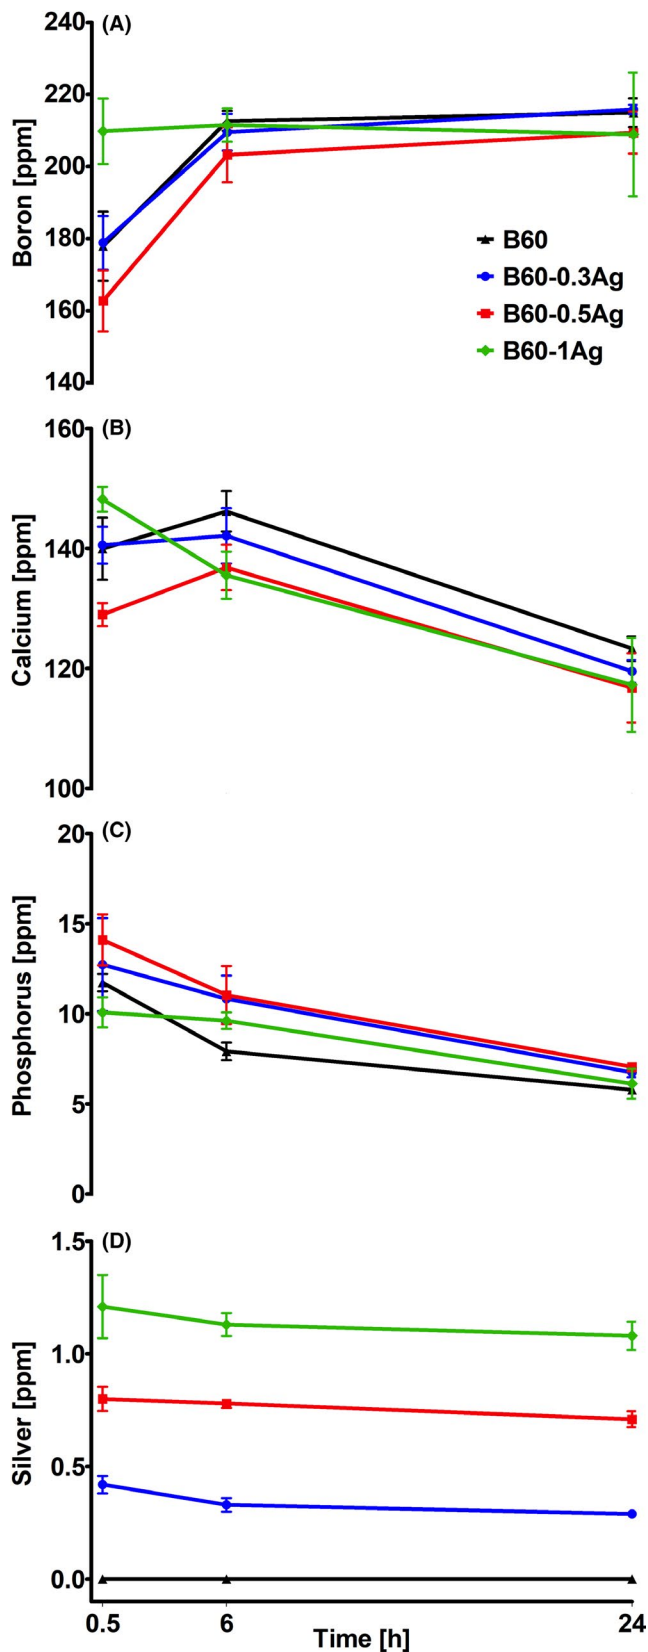 (A)
240
220
200
180
160
140
Boron [ppm]
B60
B60-0.3Ag
B60-0.5Ag
B60-1Ag
(B)
160
140
120
100
Calcium [ppm]
(C)
20
15
10
5
0
Phosphorus [ppm]
(D)
1.5
1.0
0.5
0.0
Silver [ppm]
0.5 6 24
Time [h]